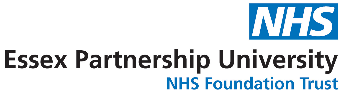 NHS
Essex Partnership University
NHS Foundation Trust